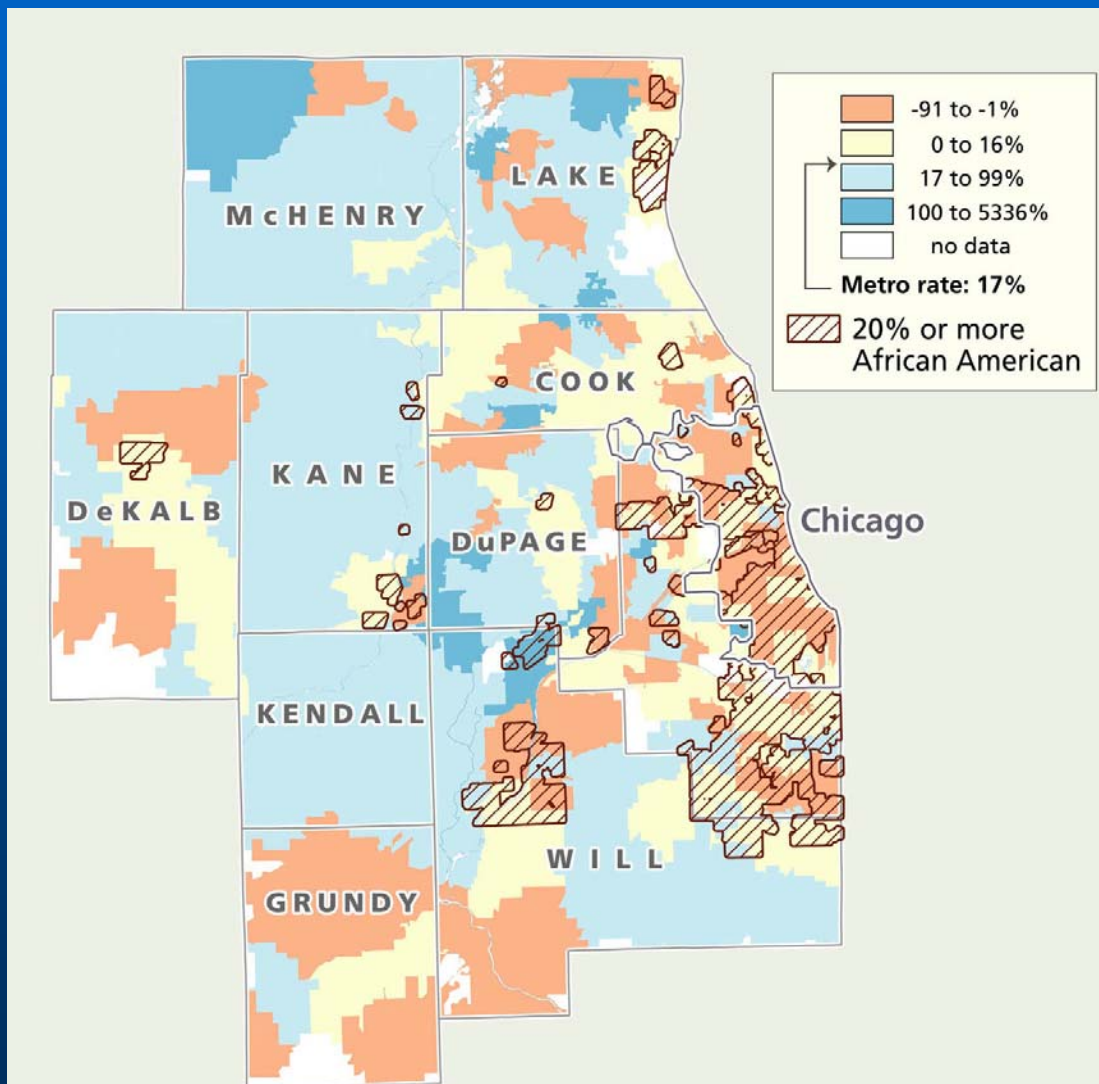 -91 to -1%
0 to 16%
17 to 99%
100 to 5336%
no data
Metro rate: 17%
20% or more
African American
McHENRY
LAKE
COOK
KANE
DeKALB
DuPAGE
Chicago
KENDALL
WILL
GRUNDY